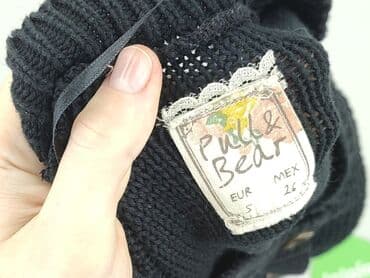 Pull &
Bear
EUR MEX
S 26